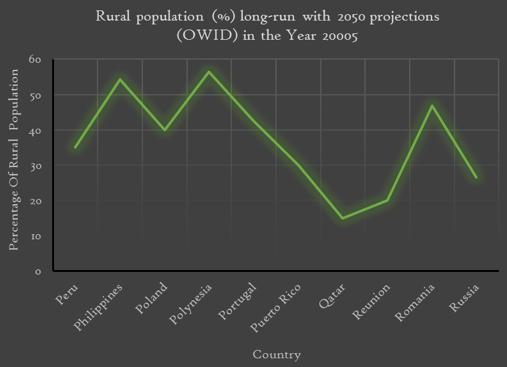 Rural population (%) long-run with 2050 projections
(OWID) in the Year 20005
Percentage Of Rural Population
60
50
40
30
20
10
0
Peru
Philippines
Poland
Polynesia
Portugal
Puerto Rico
Qatar
Reunion
Romania
Russia
Country